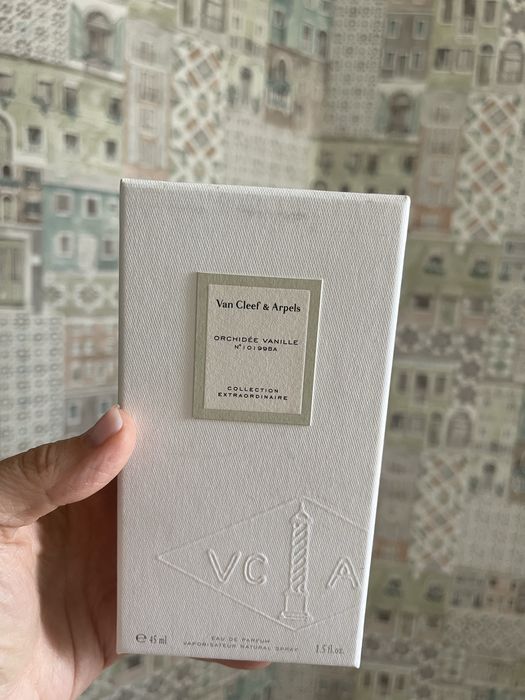 Van Cleef & Arpels
ORCHIDÉE VANILLE
N°101998A
COLLECTION
EXTRAORDINAIRE
VC A
℮ 45 ml
EAU DE PARFUM
VAPORISATEUR NATURAL SPRAY
1.5 fl.oz.